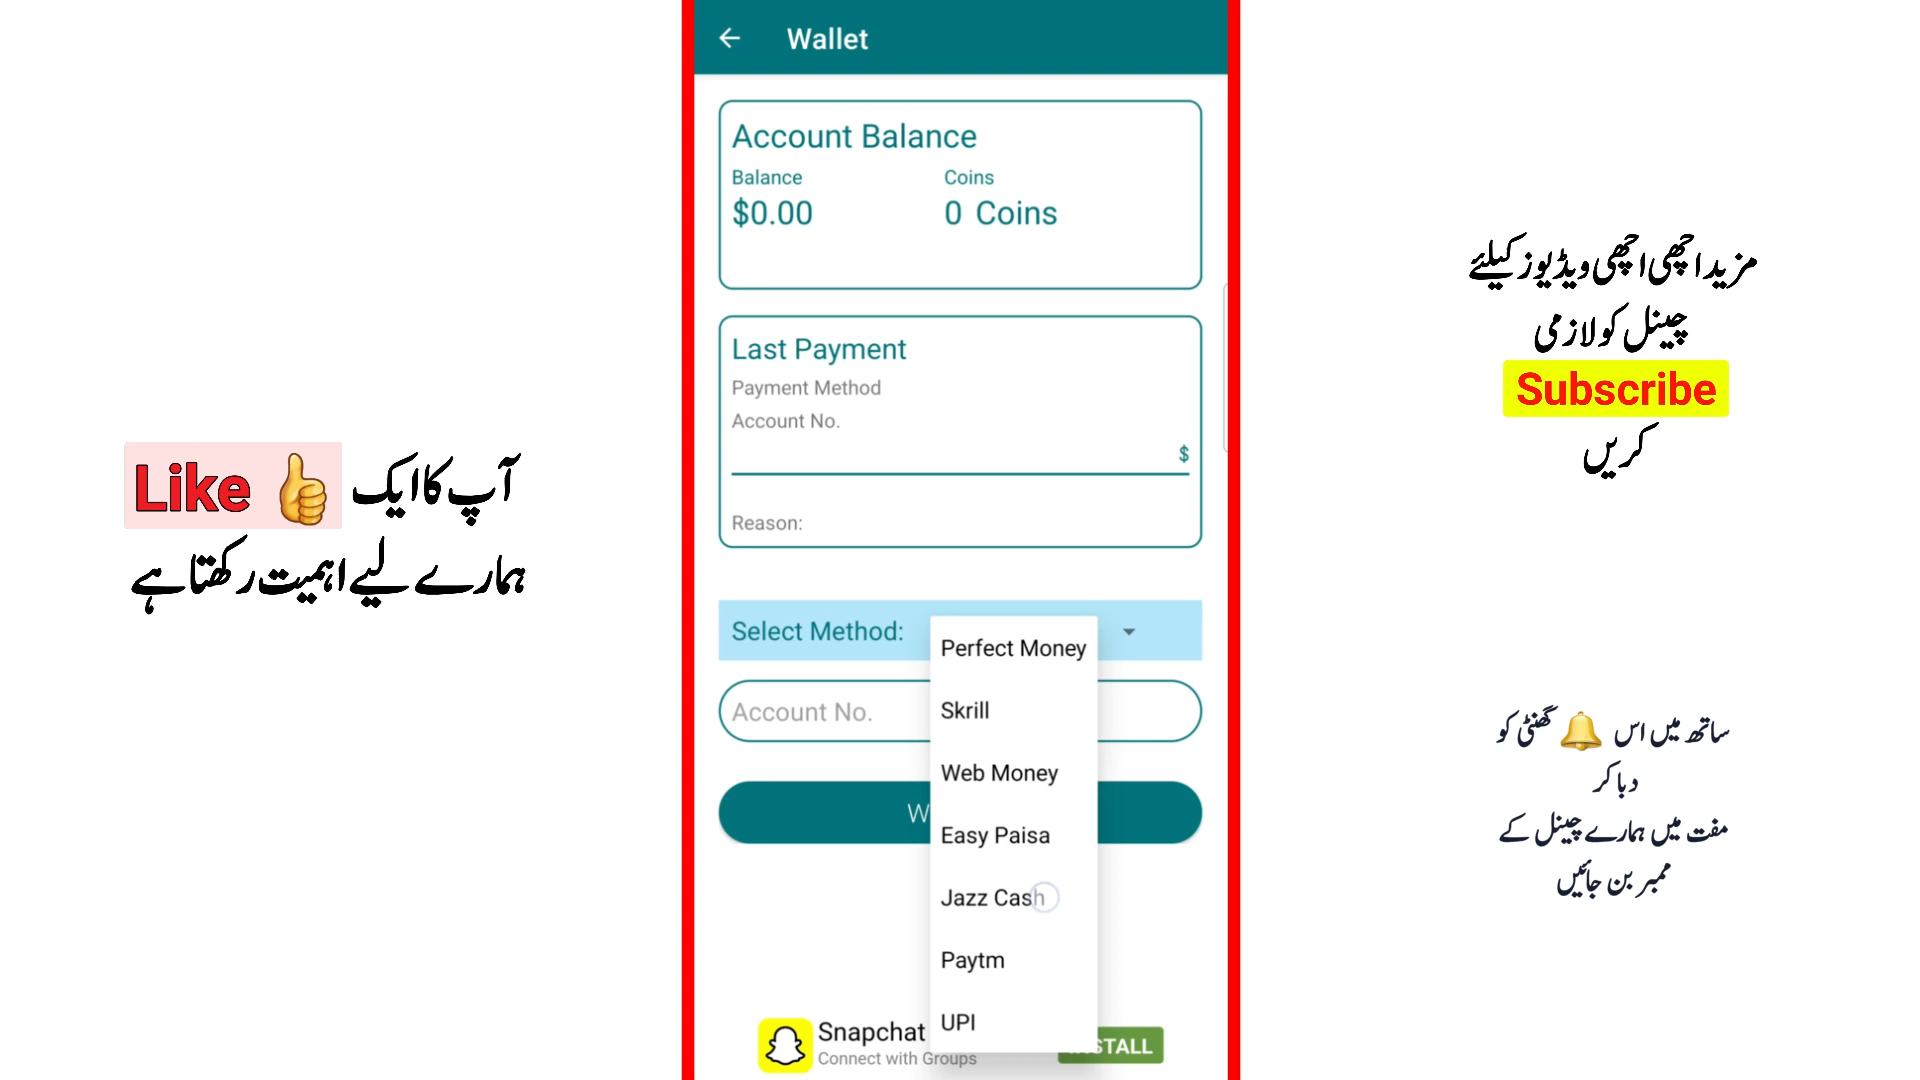 Wallet
Account Balance
Balance
Coins
$0.00
0 Coins
Last Payment
Payment Method
Account No.
$
Reason:
Select Method:
Perfect Money
Account No.
Skrill
Web Money
W
Easy Paisa
Jazz Cash
Paytm
UPI
Snapchat
Connect with Groups
STALL
آپ کا ایک Like
ہمارے لیے اہمیت رکھتا ہے
مزید اچھی اچھی ویڈیوز کیلئے
چینل کو لازمی
Subscribe
کریں
ساتھ میں اس گھنٹی کو
دبا کر
مفت میں ہمارے چینل کے
ممبر بن جائیں